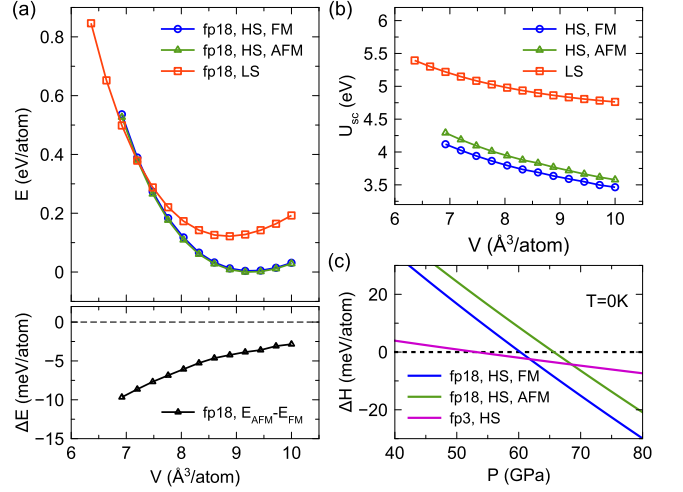 (a)
fp18, HS, FM
fp18, HS, AFM
fp18, LS
E (eV/atom)
0.8
0.6
0.4
0.2
0
ΔE (meV/atom)
0
−5
−10
−15
fp18, E_AFM-E_FM
6 7 8 9 10
V (Å³/atom)
(b)
HS, FM
HS, AFM
LS
U_sc (eV)
6
5.5
5
4.5
4
3.5
6 7 8 9 10
V (Å³/atom)
(c)
T=0K
ΔH (meV/atom)
20
0
−20
fp18, HS, FM
fp18, HS, AFM
fp3, HS
40 50 60 70 80
P (GPa)